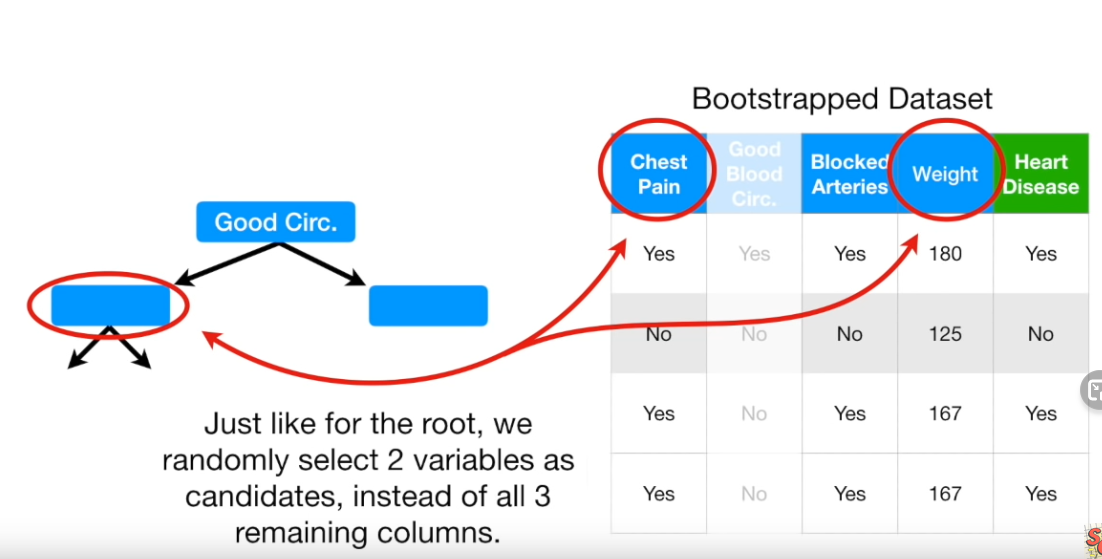 Bootstrapped Dataset
Chest Pain
Good Blood Circ.
Blocked Arteries
Weight
Heart Disease
Good Circ.
Yes Yes Yes 180 Yes
No No No 125 No
Yes No Yes 167 Yes
Yes No Yes 167 Yes
Just like for the root, we
randomly select 2 variables as
candidates, instead of all 3
remaining columns.